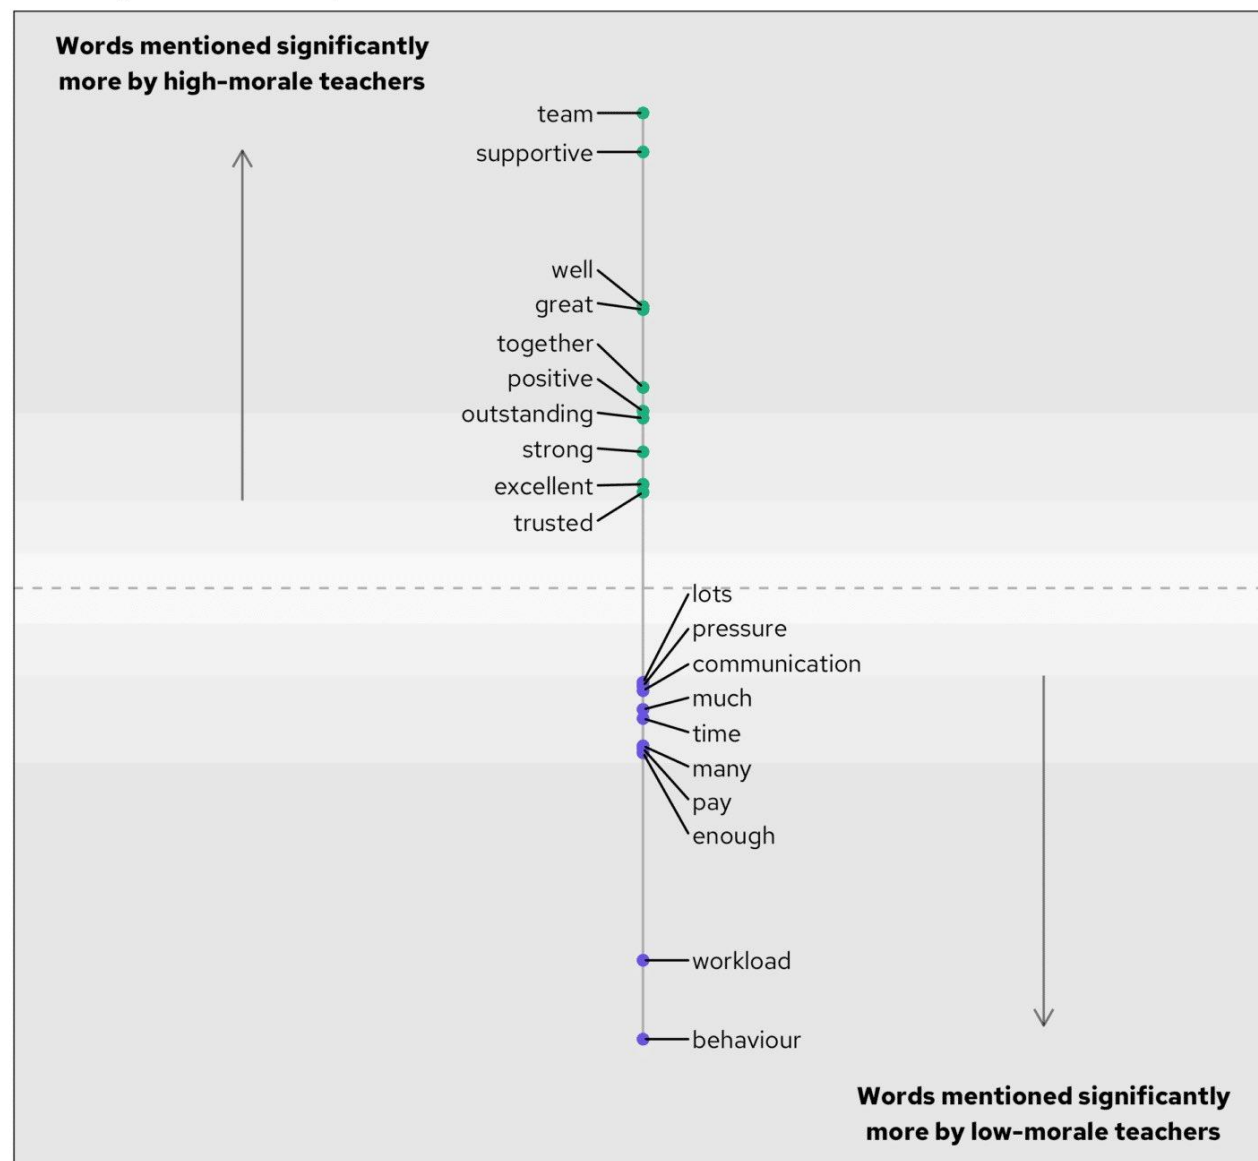 Words mentioned significantly
more by high-morale teachers
team
supportive
well
great
together
positive
outstanding
strong
excellent
trusted
lots
pressure
communication
much
time
many
pay
enough
workload
behaviour
Words mentioned significantly
more by low-morale teachers